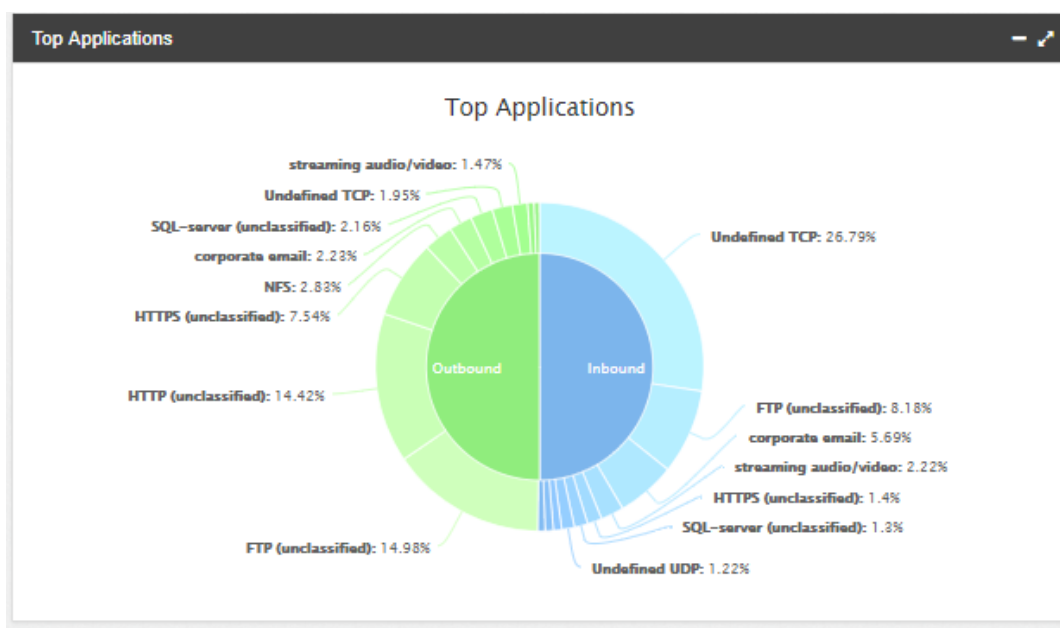 Top Applications
Top Applications
streaming audio/video: 1.47%
Undefined TCP: 1.95%
SQL-server (unclassified): 2.16%
corporate email: 2.23%
NFS: 2.83%
HTTPS (unclassified): 7.54%
HTTP (unclassified): 14.42%
FTP (unclassified): 14.98%
Outbound
Inbound
Undefined TCP: 26.79%
FTP (unclassified): 8.18%
corporate email: 5.69%
streaming audio/video: 2.22%
HTTPS (unclassified): 1.4%
SQL-server (unclassified): 1.3%
Undefined UDP: 1.22%